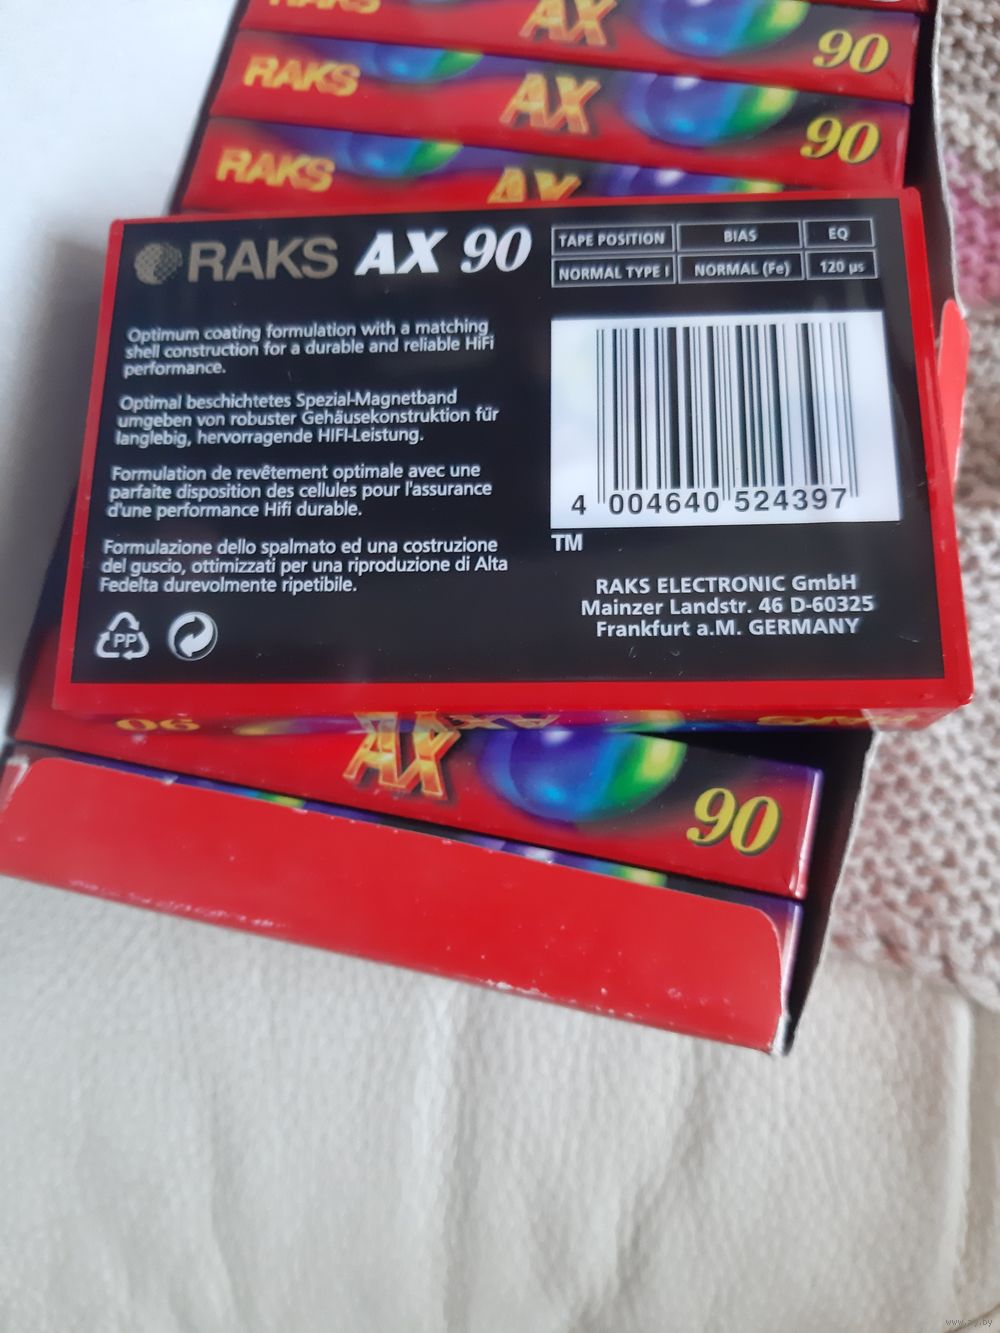 RAKS AX
90
RAKS AX
90
RAKS AX
RAKS AX 90
TAPE POSITION BIAS EQ
NORMAL TYPE I NORMAL (Fe) 120 µs
Optimum coating formulation with a matching
shell construction for a durable and reliable HiFi
performance.
Optimal beschichtetes Spezial-Magnetband
umgeben von robuster Gehäusekonstruktion für
langlebig, hervorragende HIFI-Leistung.
Formulation de revêtement optimale avec une
parfaite disposition des cellules pour l'assurance
d'une performance Hifi durable.
Formulazione dello spalmato ed una costruzione
del guscio, ottimizzati per una riproduzione di Alta
Fedelta durevolmente ripetibile.
PP
4 004640 524397
TM
RAKS ELECTRONIC GmbH
Mainzer Landstr. 46 D-60325
Frankfurt a.M. GERMANY
90 AX RAKS
AX
90